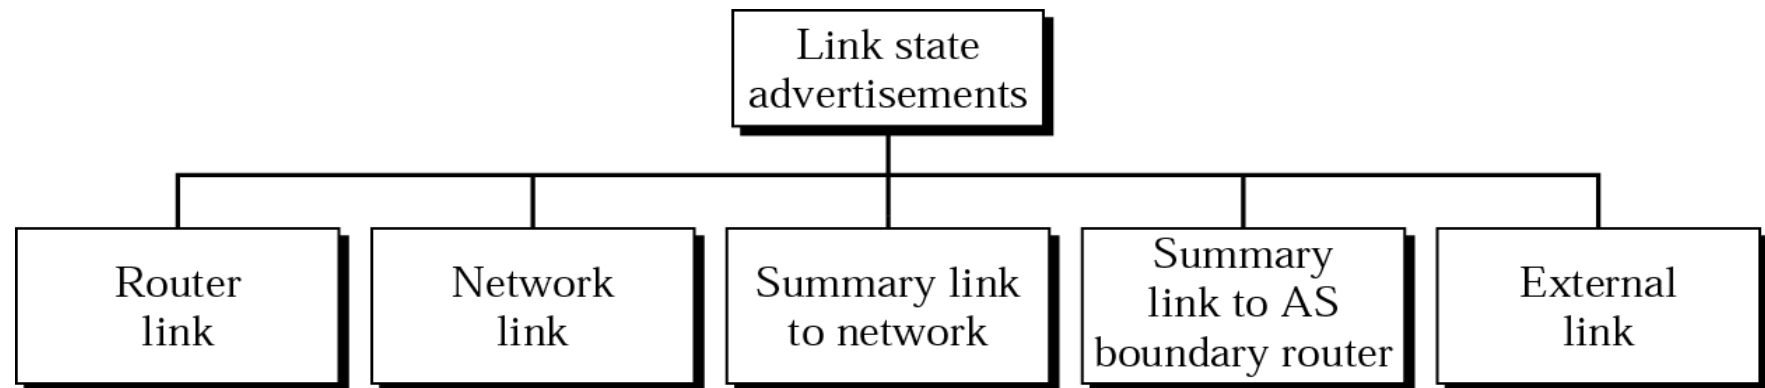 Link state
advertisements
Router
link
Network
link
Summary link
to network
Summary
link to AS
boundary router
External
link